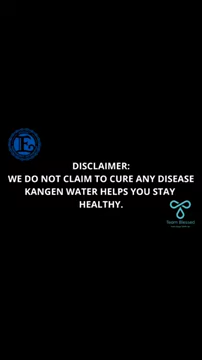 DISCLAIMER:
WE DO NOT CLAIM TO CURE ANY DISEASE
KANGEN WATER HELPS YOU STAY
HEALTHY.